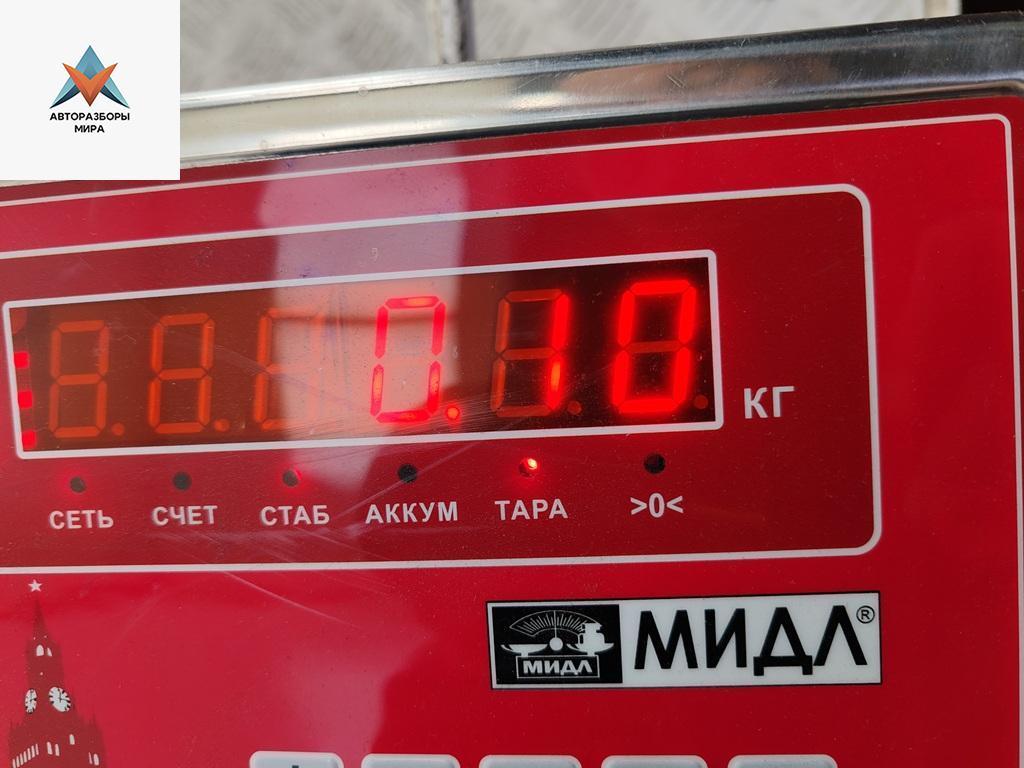 АВТОРАЗБОРЫ
МИРА
0.10
КГ
СЕТЬ СЧЕТ СТАБ АККУМ ТАРА >0<
МИДЛ МИДЛ®